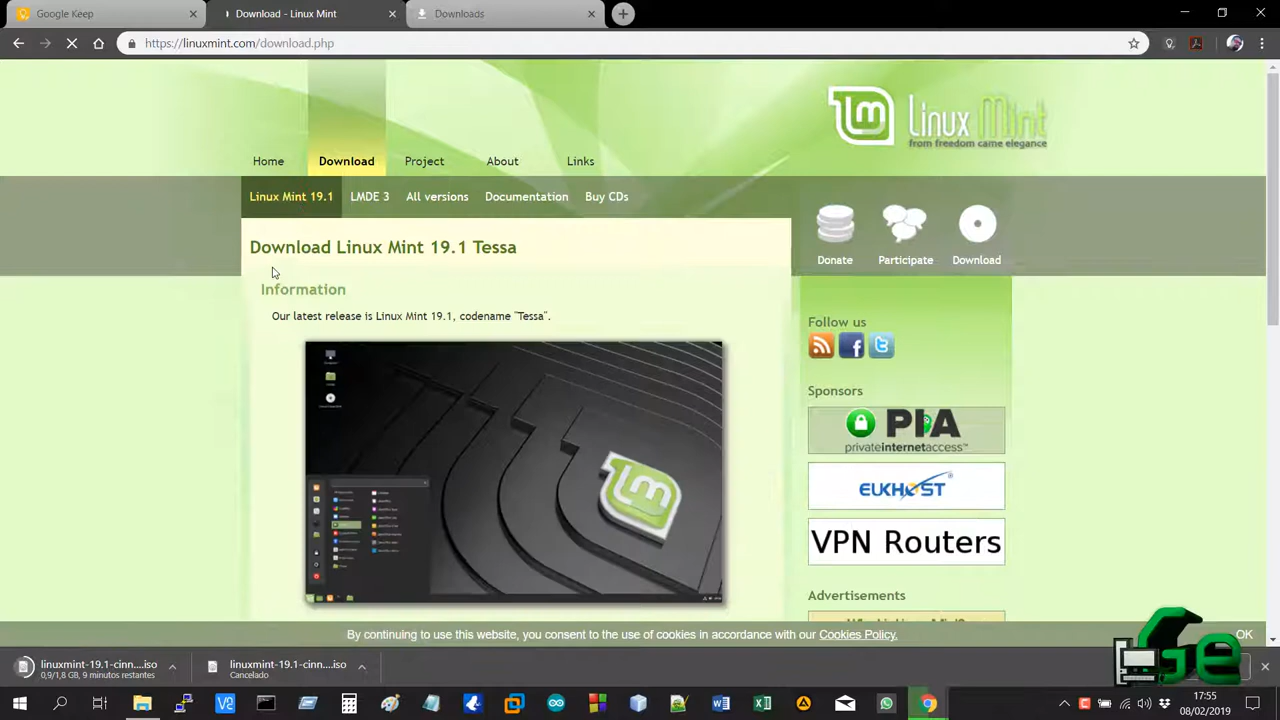 Google Keep
Download - Linux Mint
Downloads
https://linuxmint.com/download.php
Linux Mint
from freedom came elegance
Home
Download
Project
About
Links
Linux Mint 19.1
LMDE 3
All versions
Documentation
Buy CDs
Donate
Participate
Download
Download Linux Mint 19.1 Tessa
Information
Our latest release is Linux Mint 19.1, codename "Tessa".
Follow us
Sponsors
PIA
privateinternetaccess™
EUKHOST®
VPN Routers
Advertisements
By continuing to use this website, you consent to the use of cookies in accordance with our Cookies Policy.
OK
linuxmint-19.1-cinn....iso
0,9/1,8 GB, 9 minutos restantes
linuxmint-19.1-cinn....iso
Cancelado
Ge
17:55
08/02/2019